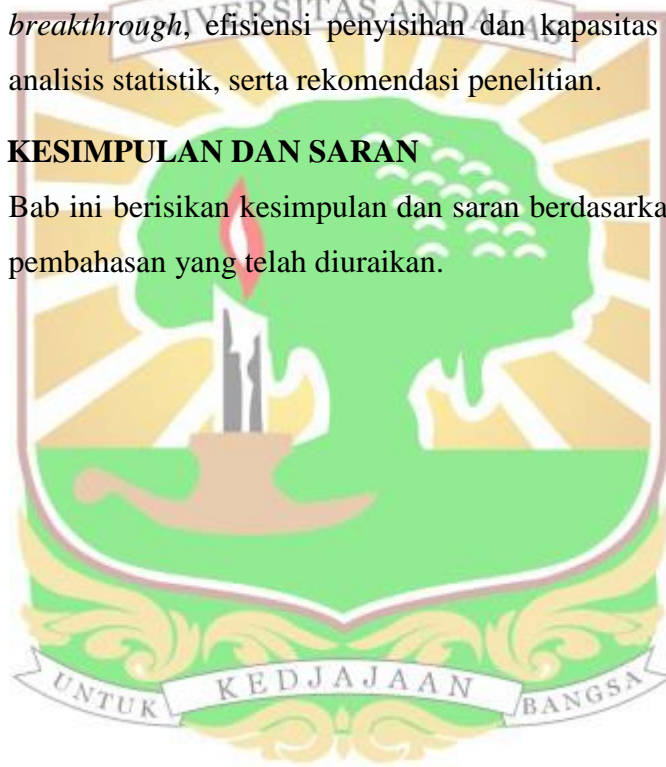 UNIVERSITAS ANDALAS
breakthrough, efisiensi penyisihan dan kapasitas
analisis statistik, serta rekomendasi penelitian.
KESIMPULAN DAN SARAN
Bab ini berisikan kesimpulan dan saran berdasarka
pembahasan yang telah diuraikan.
UNTUK KEDJAJAAN BANGSA